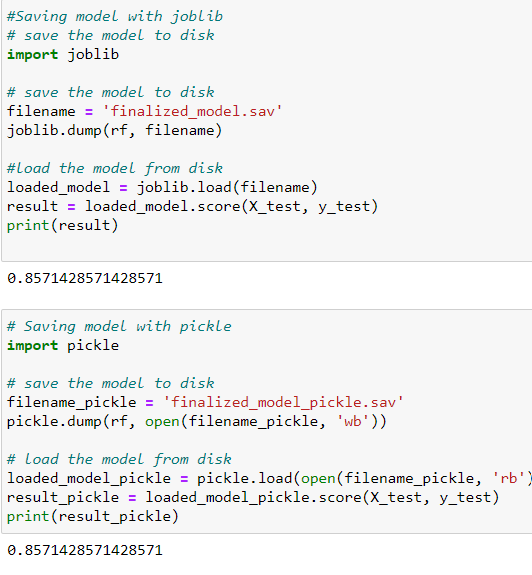 #Saving model with joblib
# save the model to disk
import joblib
# save the model to disk
filename = 'finalized_model.sav'
joblib.dump(rf, filename)
#load the model from disk
loaded_model = joblib.load(filename)
result = loaded_model.score(X_test, y_test)
print(result)
0.8571428571428571
# Saving model with pickle
import pickle
# save the model to disk
filename_pickle = 'finalized_model_pickle.sav'
pickle.dump(rf, open(filename_pickle, 'wb'))
# load the model from disk
loaded_model_pickle = pickle.load(open(filename_pickle, 'rb')
result_pickle = loaded_model_pickle.score(X_test, y_test)
print(result_pickle)
0.8571428571428571